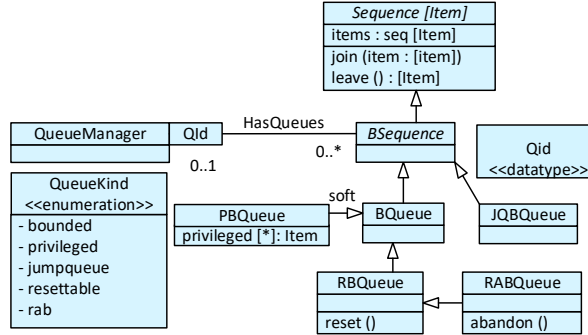 Sequence [Item]
items : seq [Item]
join (item : [item])
leave () : [Item]
QueueManager
QId
HasQueues
BSequence
0..1
0..*
Qid
<<datatype>>
QueueKind
<<enumeration>>
- bounded
- privileged
- jumpqueue
- resettable
- rab
PBQueue
privileged [*]: Item
soft
BQueue
JQBQueue
RBQueue
reset ()
RABQueue
abandon ()